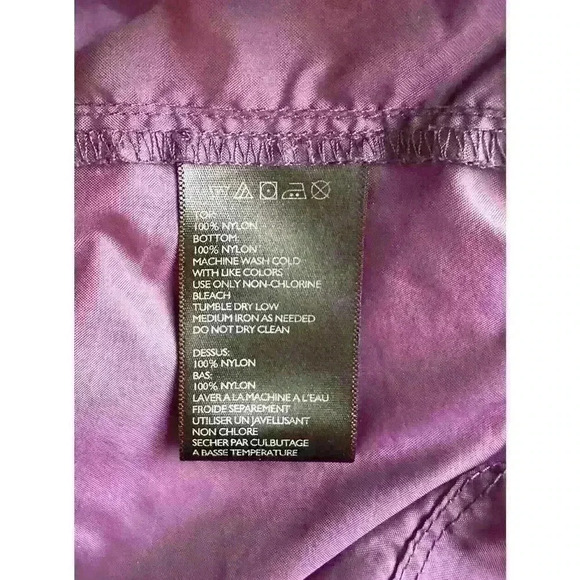 TOP:
100% NYLON
BOTTOM:
100% NYLON
MACHINE WASH COLD
WITH LIKE COLORS
USE ONLY NON-CHLORINE
BLEACH
TUMBLE DRY LOW
MEDIUM IRON AS NEEDED
DO NOT DRY CLEAN
DESSUS:
100% NYLON
BAS:
100% NYLON
LAVER A LA MACHINE A L'EAU
FROIDE SEPAREMENT
UTILISER UN JAVELLISANT
NON CHLORE
SECHER PAR CULBUTAGE
A BASSE TEMPERATURE